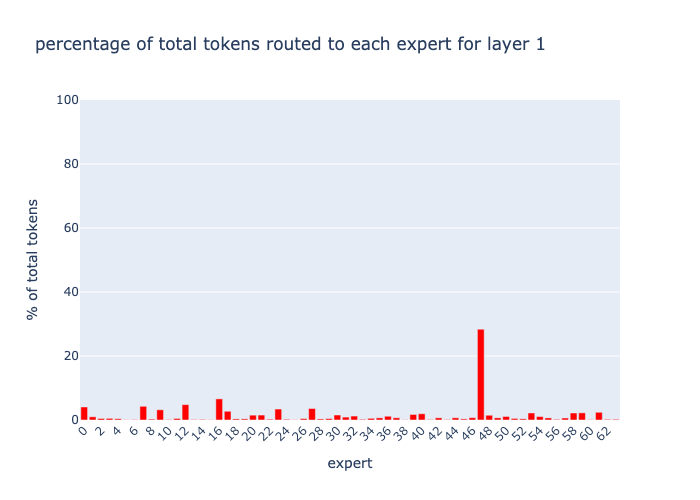 percentage of total tokens routed to each expert for layer 1
100
80
60
40
20
0
% of total tokens
0 2 4 6 8 10 12 14 16 18 20 22 24 26 28 30 32 34 36 38 40 42 44 46 48 50 52 54 56 58 60 62
expert